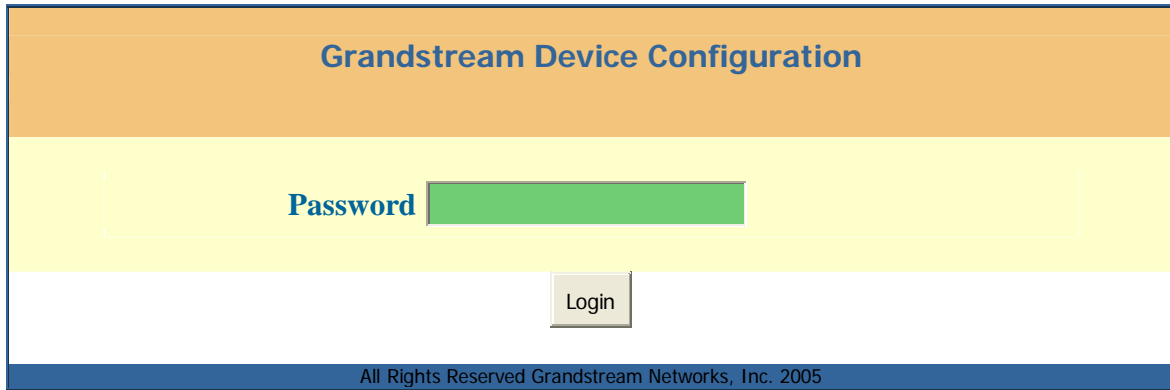 Grandstream Device Configuration
Password
Login
All Rights Reserved Grandstream Networks, Inc. 2005